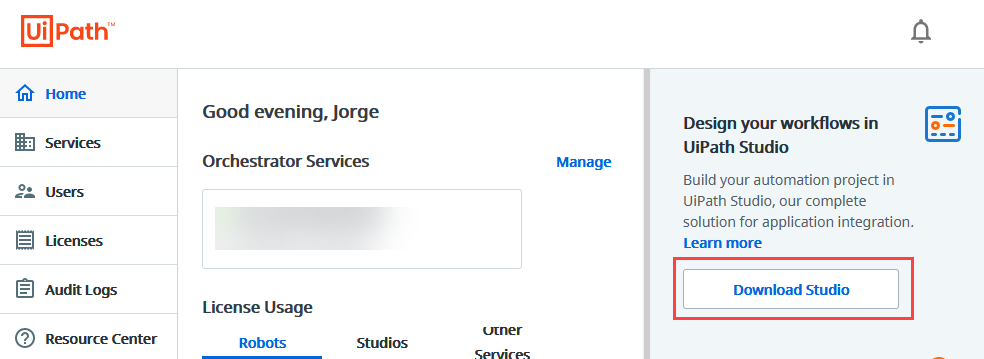 UiPath™
Home
Services
Users
Licenses
Audit Logs
Resource Center
Good evening, Jorge
Orchestrator Services
Manage
License Usage
Robots
Studios
Other
Services
Design your workflows in
UiPath Studio
Build your automation project in
UiPath Studio, our complete
solution for application integration.
Learn more
Download Studio